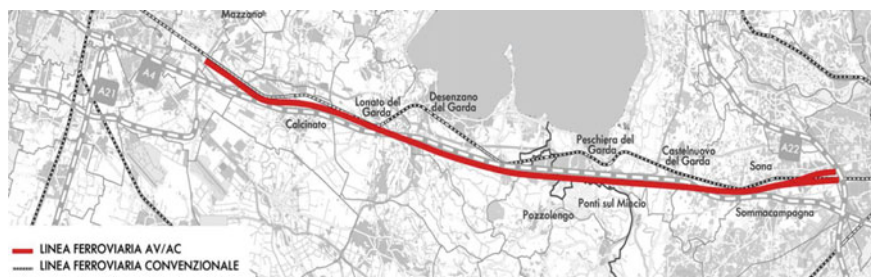 Mazzano
A4
A21
Lonato del
Garda
Desenzano
del Garda
Calcinato
Peschiera del
Garda
Castelnuovo
del Garda
Sona
A22
Pozzolengo
Ponti sul Mincio
Sommacampagna
LINEA FERROVIARIA AV/AC
LINEA FERROVIARIA CONVENZIONALE